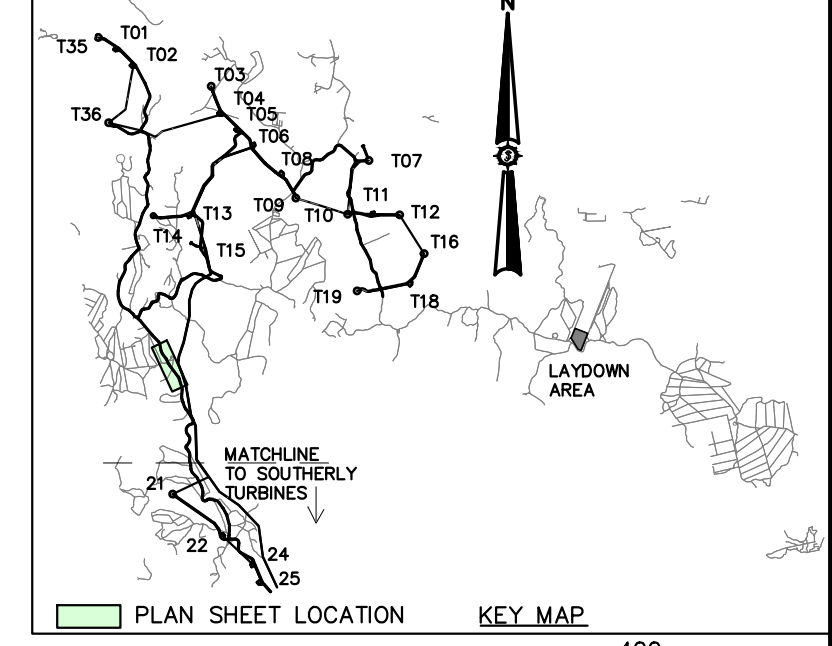 N
T01
T35
T02
T03
T04
T36
T05
T06
T08
T07
T09
T10
T11
T12
T13
T14
T15
T16
T19
T18
LAYDOWN
AREA
MATCHLINE
TO SOUTHERLY
TURBINES
21
22
24
25
PLAN SHEET LOCATION
KEY MAP